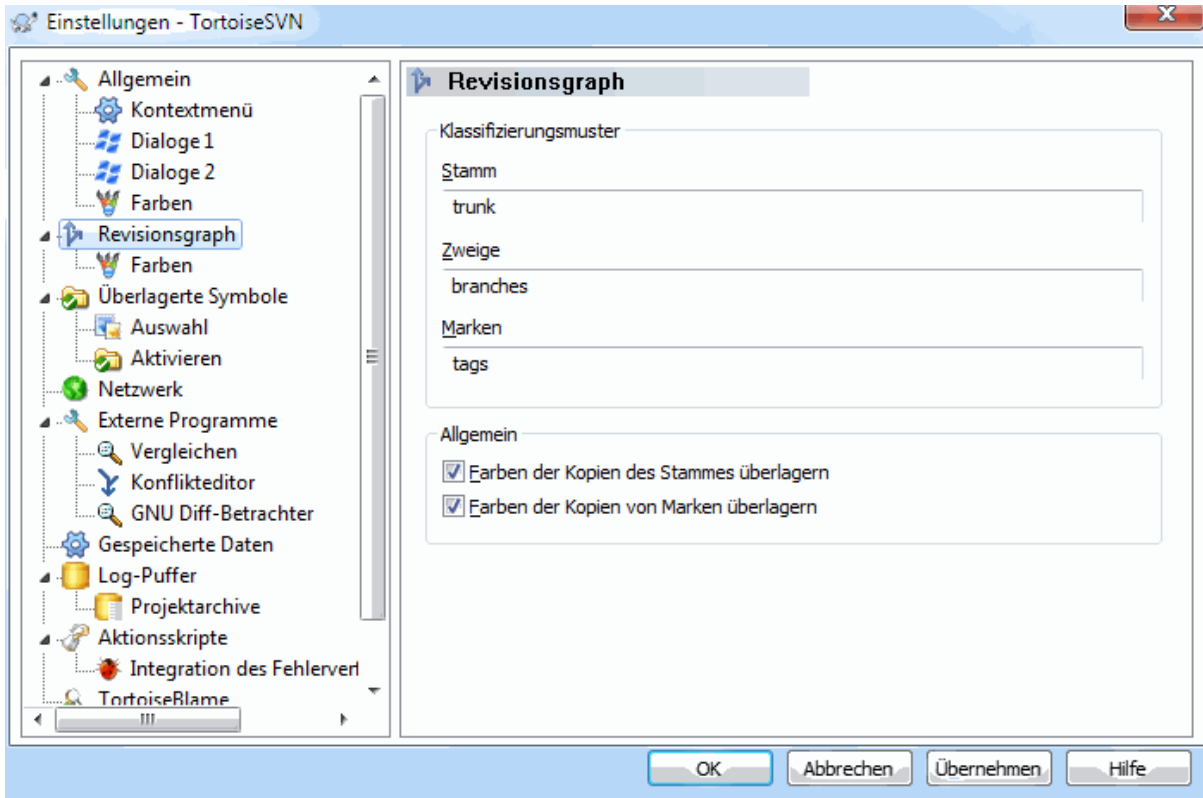 Einstellungen - TortoiseSVN
Allgemein
Kontextmenü
Dialoge 1
Dialoge 2
Farben
Revisionsgraph
Farben
Überlagerte Symbole
Auswahl
Aktivieren
Netzwerk
Externe Programme
Vergleichen
Konflikteditor
GNU Diff-Betrachter
Gespeicherte Daten
Log-Puffer
Projektarchive
Aktionsskripte
Integration des Fehlerverf
TortoiseBlame
Revisionsgraph
Klassifizierungsmuster
Stamm
trunk
Zweige
branches
Marken
tags
Allgemein
Farben der Kopien des Stammes überlagern
Farben der Kopien von Marken überlagern
OK
Abbrechen
Übernehmen
Hilfe